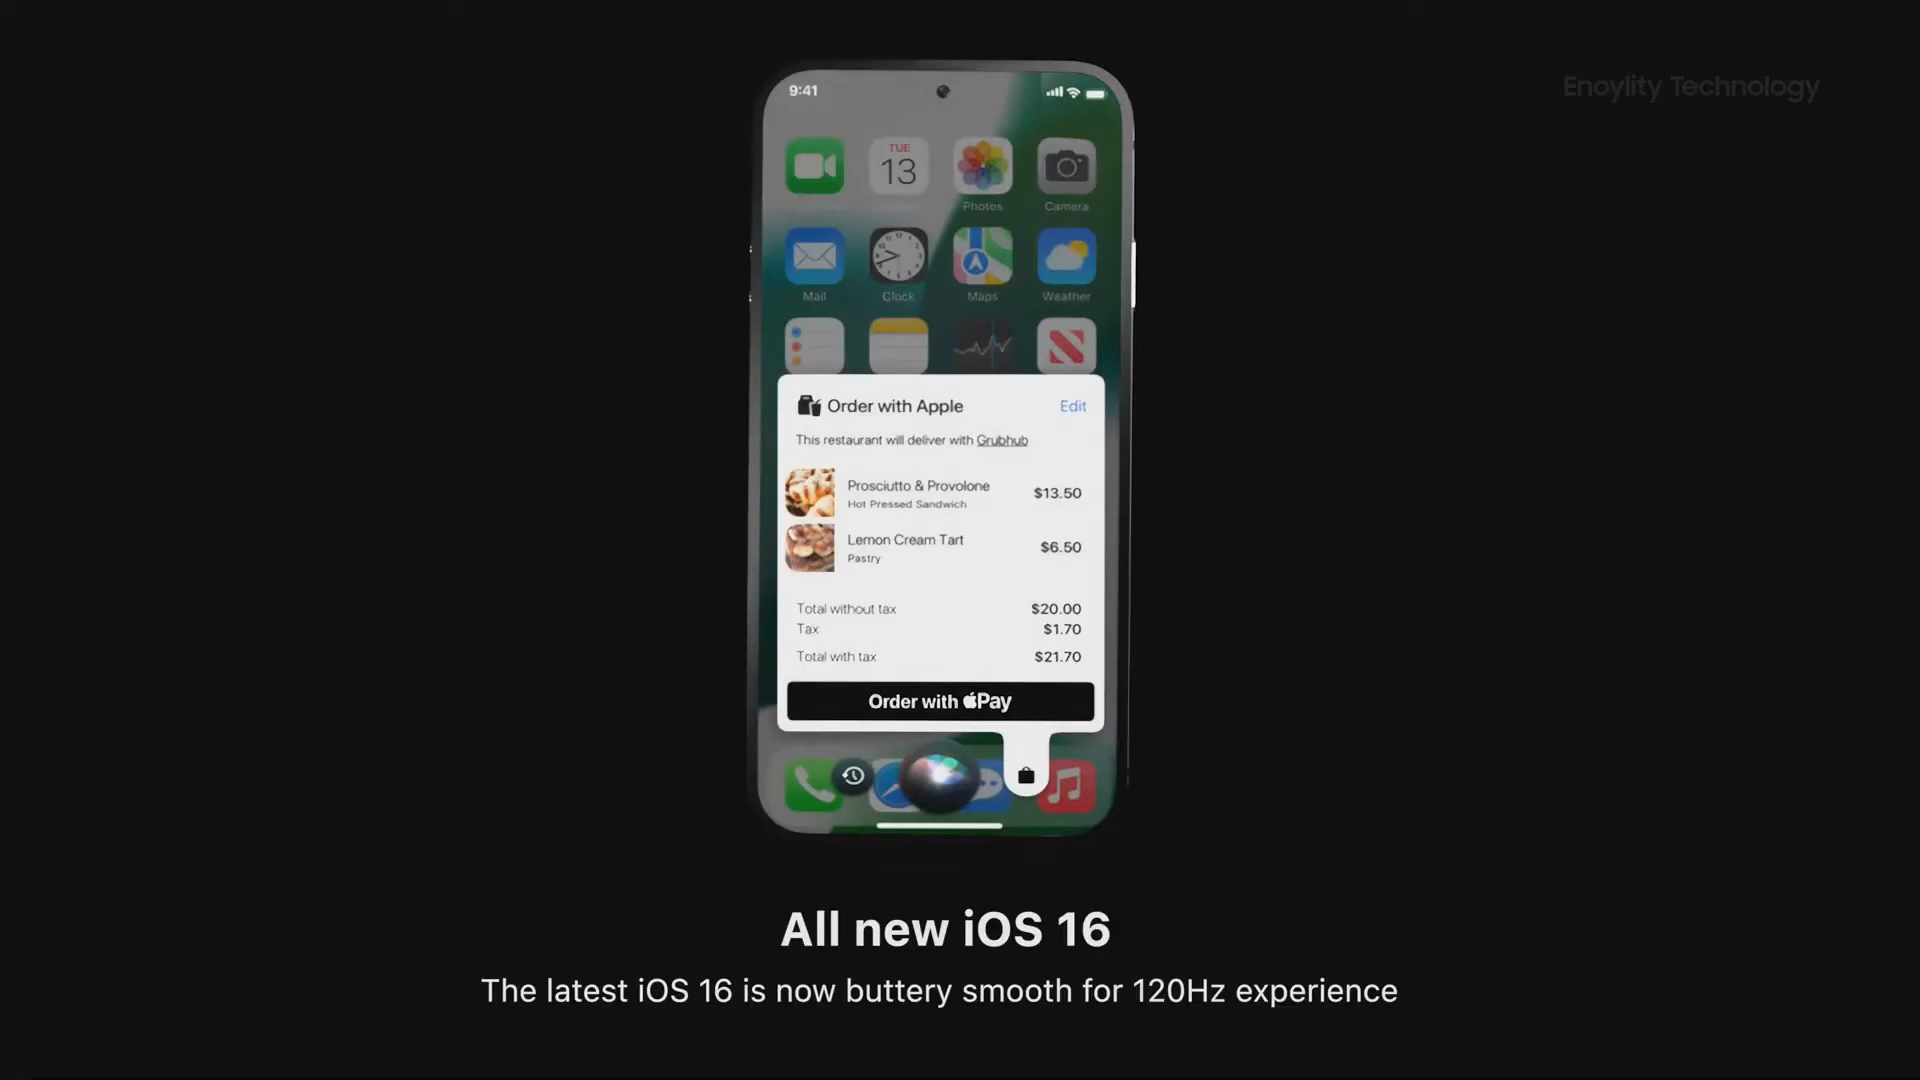 Enoylity Technology
9:41
TUE
13
Photos
Camera
Mail
Clock
Maps
Weather
Order with Apple
Edit
This restaurant will deliver with Grubhub
Prosciutto & Provolone
$13.50
Hot Pressed Sandwich
Lemon Cream Tart
$6.50
Pastry
Total without tax
$20.00
Tax
$1.70
Total with tax
$21.70
Order with Pay
All new iOS 16
The latest iOS 16 is now buttery smooth for 120Hz experience